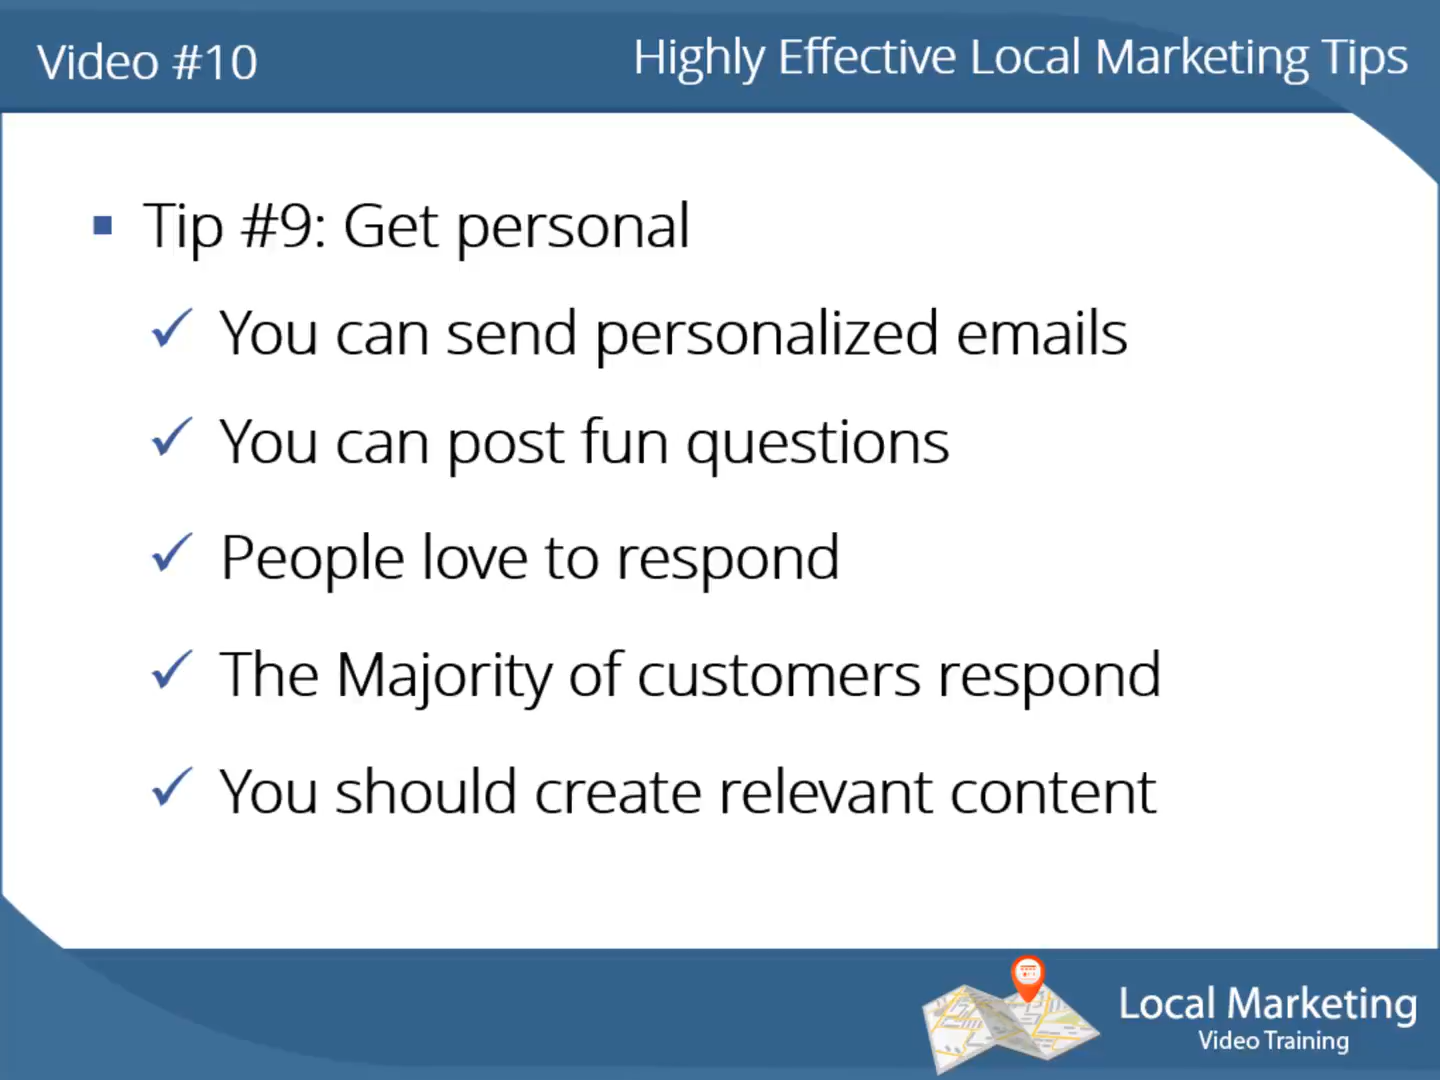 Video #10
Highly Effective Local Marketing Tips
Tip #9: Get personal
You can send personalized emails
You can post fun questions
People love to respond
The Majority of customers respond
You should create relevant content
Local Marketing
Video Training